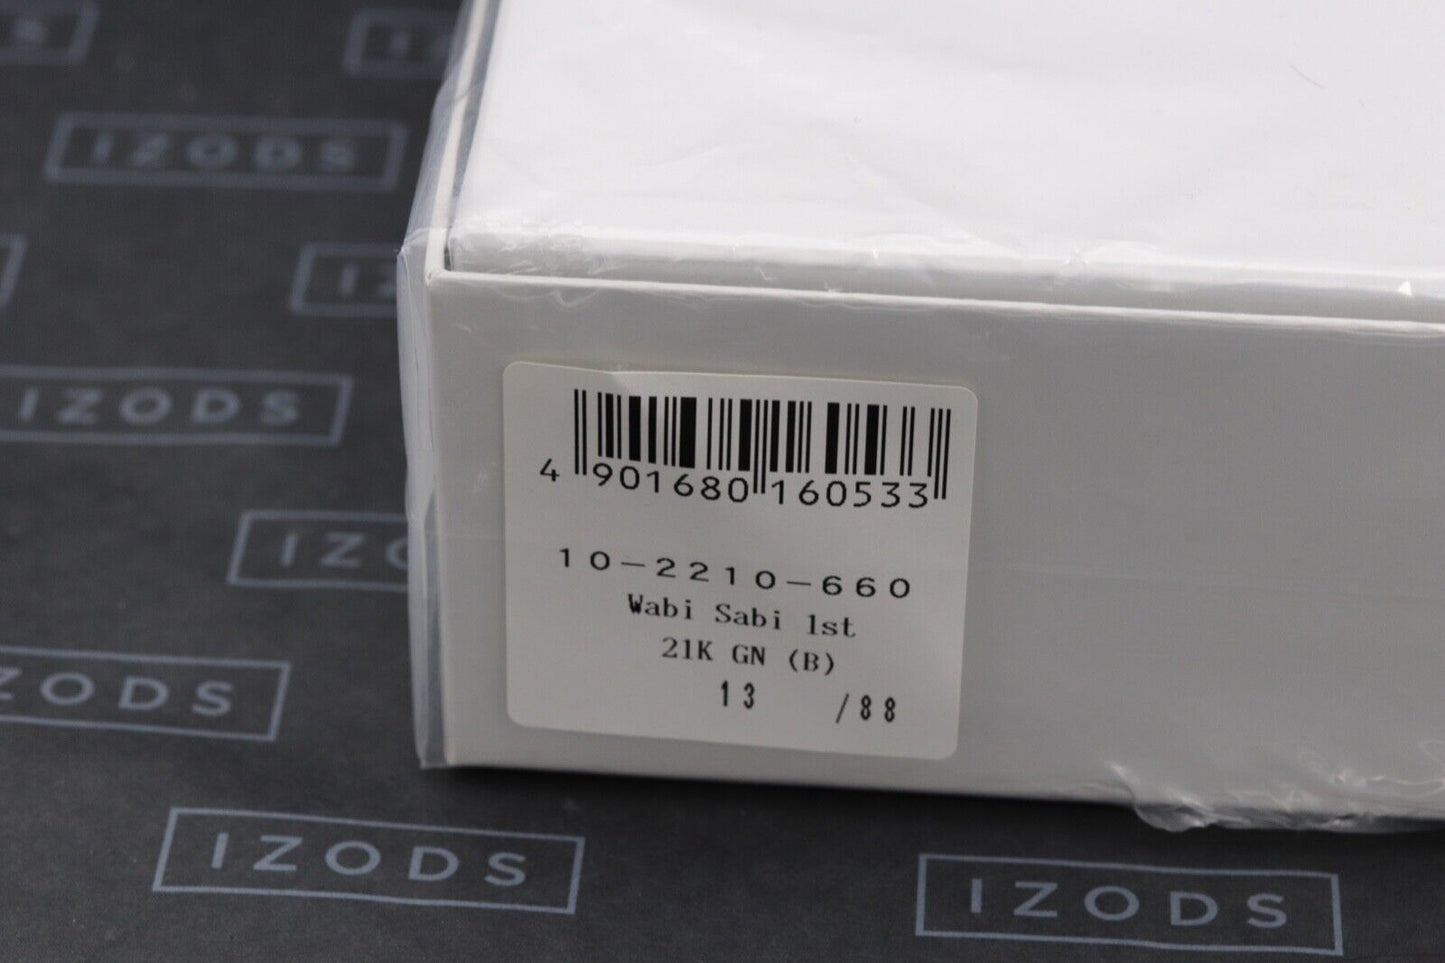 IZODS
IZODS
IZODS
4 901680 160533
10-2210-660
Wabi Sabi 1st
21K GN (B)
13 /88
IZODS
IZODS